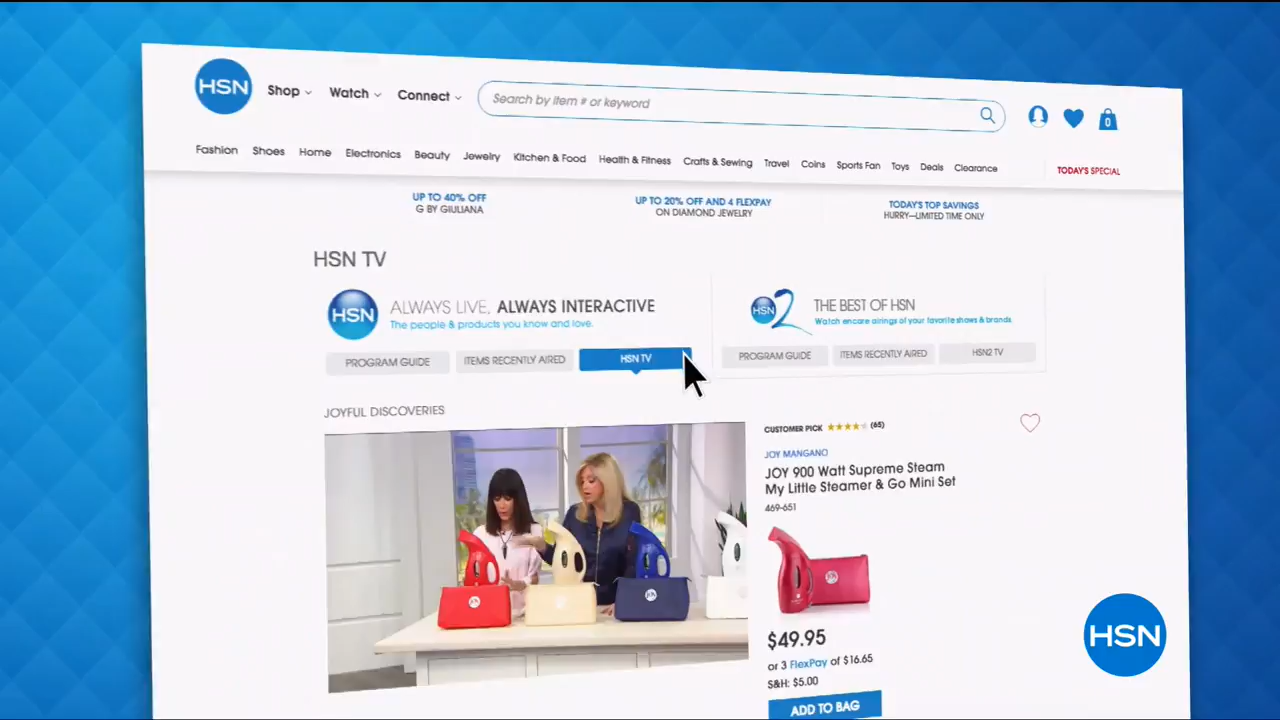 HSN
Shop
Watch
Connect
Search by item # or keyword
0
Fashion Shoes Home Electronics Beauty Jewelry Kitchen & Food Health & Fitness Crafts & Sewing Travel Coins Sports Fan Toys Deals Clearance TODAY'S SPECIAL
UP TO 40% OFF
G BY GIULIANA
UP TO 20% OFF AND 4 FLEXPAY
ON DIAMOND JEWELRY
TODAY'S TOP SAVINGS
HURRY—LIMITED TIME ONLY
HSN TV
HSN
ALWAYS LIVE, ALWAYS INTERACTIVE
The people & products you know and love.
PROGRAM GUIDE
ITEMS RECENTLY AIRED
HSN TV
HSN2
THE BEST OF HSN
Watch encore airings of your favorite shows & brands.
PROGRAM GUIDE
ITEMS RECENTLY AIRED
HSN2 TV
JOYFUL DISCOVERIES
CUSTOMER PICK (65)
JOY MANGANO
JOY 900 Watt Supreme Steam
My Little Steamer & Go Mini Set
469-651
$49.95
or 3 FlexPay of $16.65
S&H: $5.00
ADD TO BAG
HSN